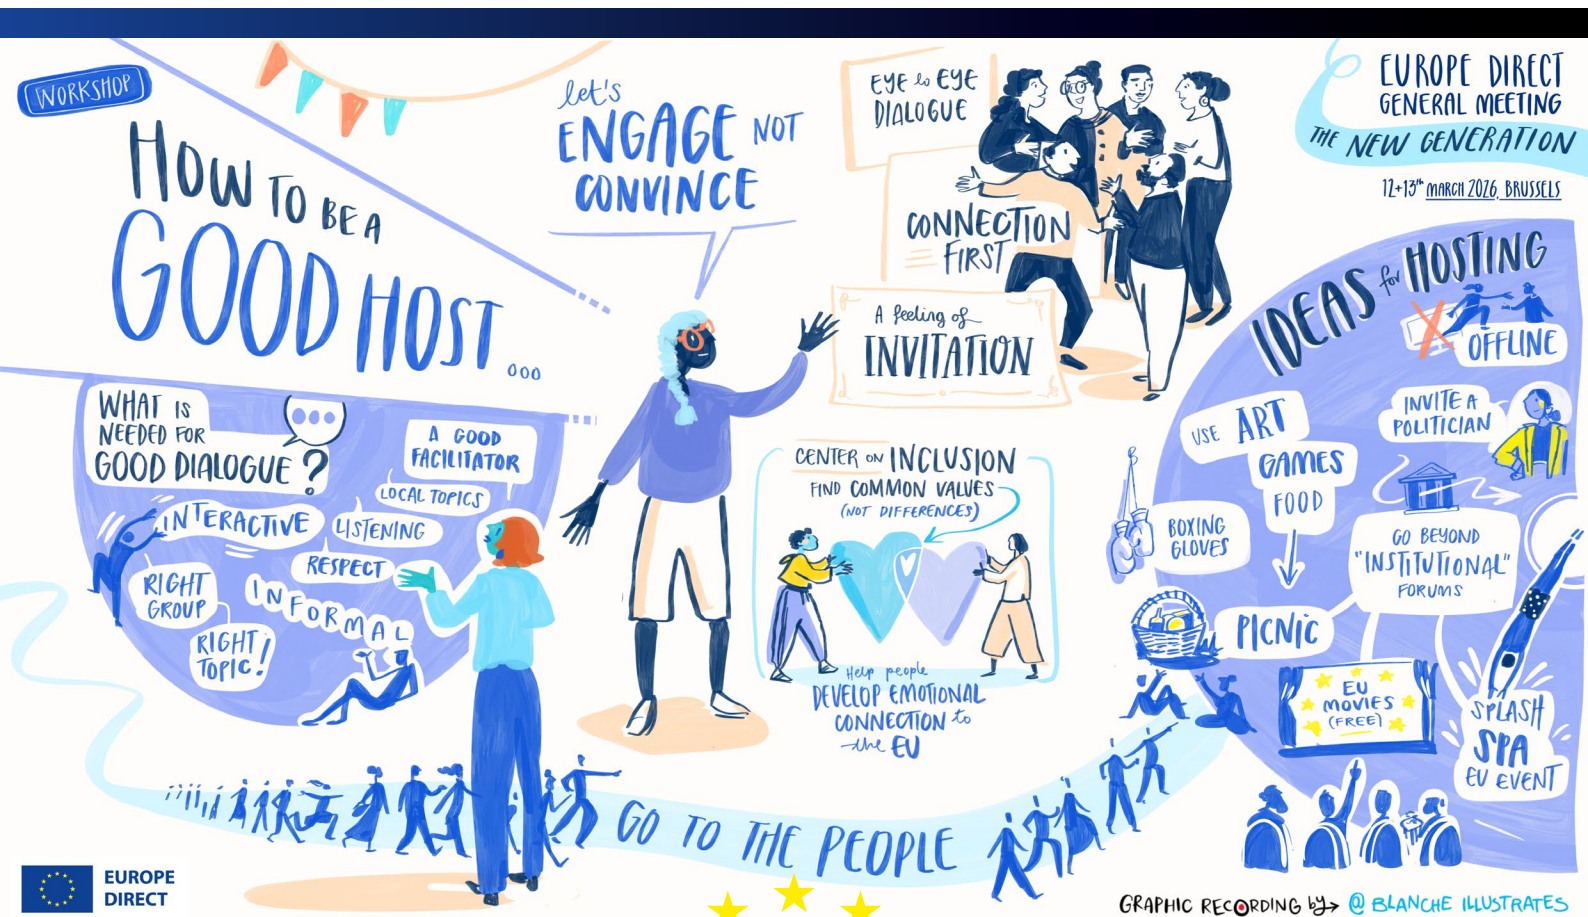 WORKSHOP
HOW TO BE A
GOOD HOST...
let's
ENGAGE NOT
CONVINCE
EYE to EYE
DIALOGUE
CONNECTION
FIRST
A feeling of
INVITATION
EUROPE DIRECT
GENERAL MEETING
THE NEW GENERATION
12+13th MARCH 2026, BRUSSELS
WHAT IS
NEEDED FOR
GOOD DIALOGUE?
A GOOD
FACILITATOR
LOCAL TOPICS
INTERACTIVE
LISTENING
RESPECT
RIGHT
GROUP
INFORMAL
RIGHT
TOPIC!
CENTER ON INCLUSION
FIND COMMON VALUES
(NOT DIFFERENCES)
Help people
DEVELOP EMOTIONAL
CONNECTION to
the EU
IDEAS for HOSTING
OFFLINE
INVITE A
POLITICIAN
USE ART
GAMES
FOOD
BOXING
GLOVES
GO BEYOND
"INSTITUTIONAL"
FORUMS
PICNIC
EU
MOVIES
(FREE)
SPLASH
SPA
EU EVENT
GO TO THE PEOPLE
EUROPE
DIRECT
GRAPHIC RECORDING by → @ BLANCHE ILLUSTRATES